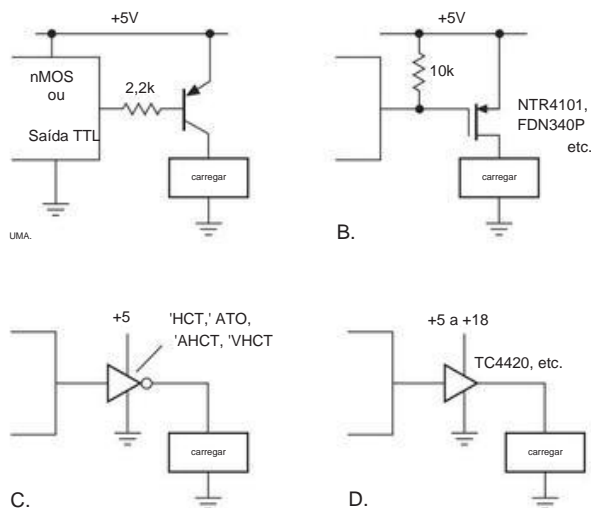 +5V
nMOS
ou
2,2k
Saída TTL
carregar
UMA.
+5V
10k
NTR4101,
FDN340P
etc.
carregar
B.
+5
'HCT,' ATO,
'AHCT, 'VHCT
carregar
C.
+5 a +18
TC4420, etc.
carregar
D.